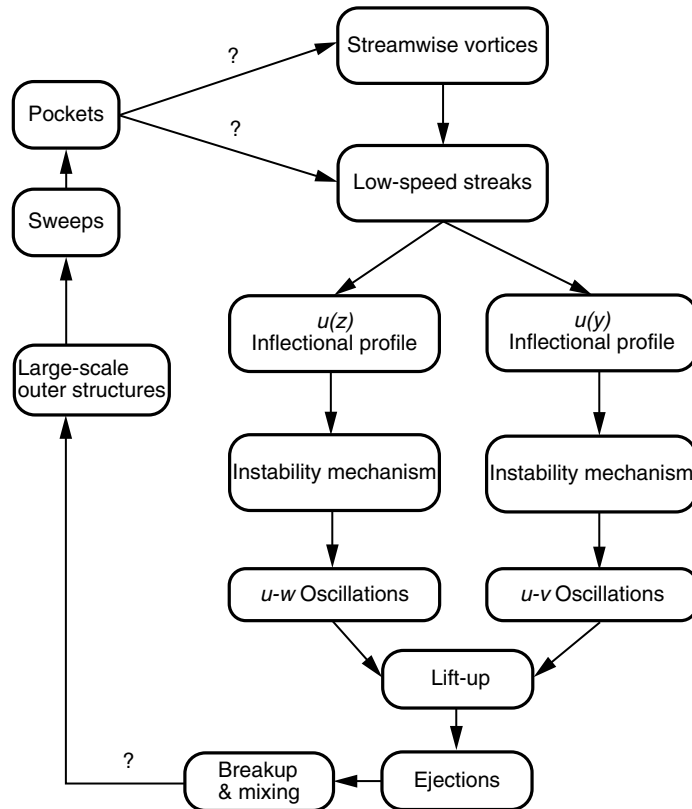 Streamwise vortices
?
Pockets
?
Low-speed streaks
Sweeps
u(z)
Inflectional profile
u(y)
Inflectional profile
Large-scale
outer structures
Instability mechanism
Instability mechanism
u-w Oscillations
u-v Oscillations
Lift-up
?
Breakup
& mixing
Ejections